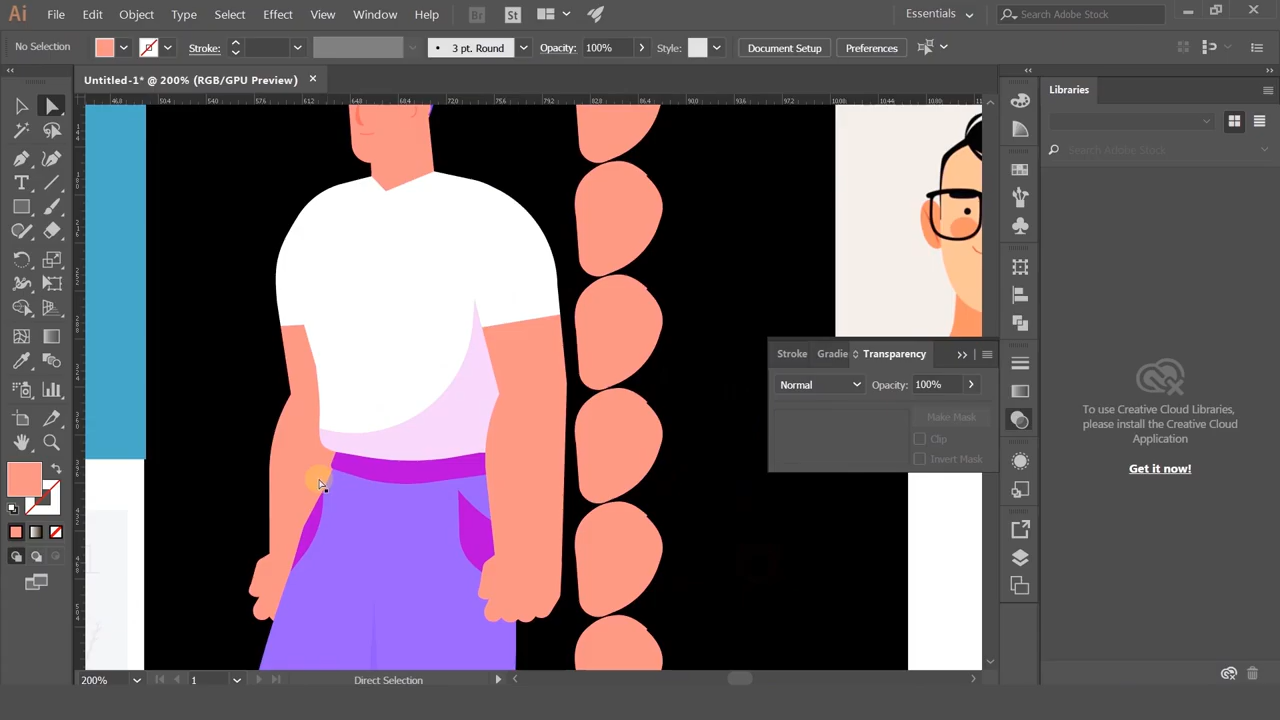 Ai File Edit Object Type Select Effect View Window Help Br St Essentials Search Adobe Stock
No Selection Stroke: 3 pt. Round Opacity: 100% Style: Document Setup Preferences
Untitled-1* @ 200% (RGB/GPU Preview)
Libraries
Search Adobe Stock
Stroke Gradie Transparency
Normal Opacity: 100%
Make Mask
Clip
Invert Mask
To use Creative Cloud Libraries,
please install the Creative Cloud
Application
Get it now!
200% 1 Direct Selection